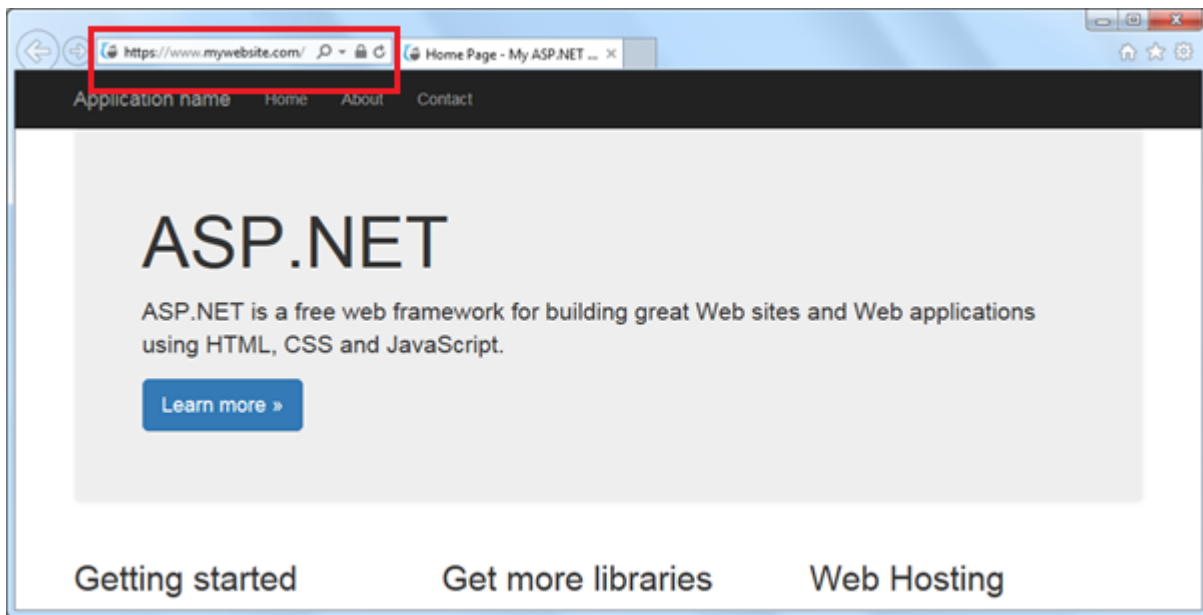 https://www.mywebsite.com/ Home Page - My ASP.NET ...
Application name Home About Contact
ASP.NET
ASP.NET is a free web framework for building great Web sites and Web applications
using HTML, CSS and JavaScript.
Learn more »
Getting started Get more libraries Web Hosting